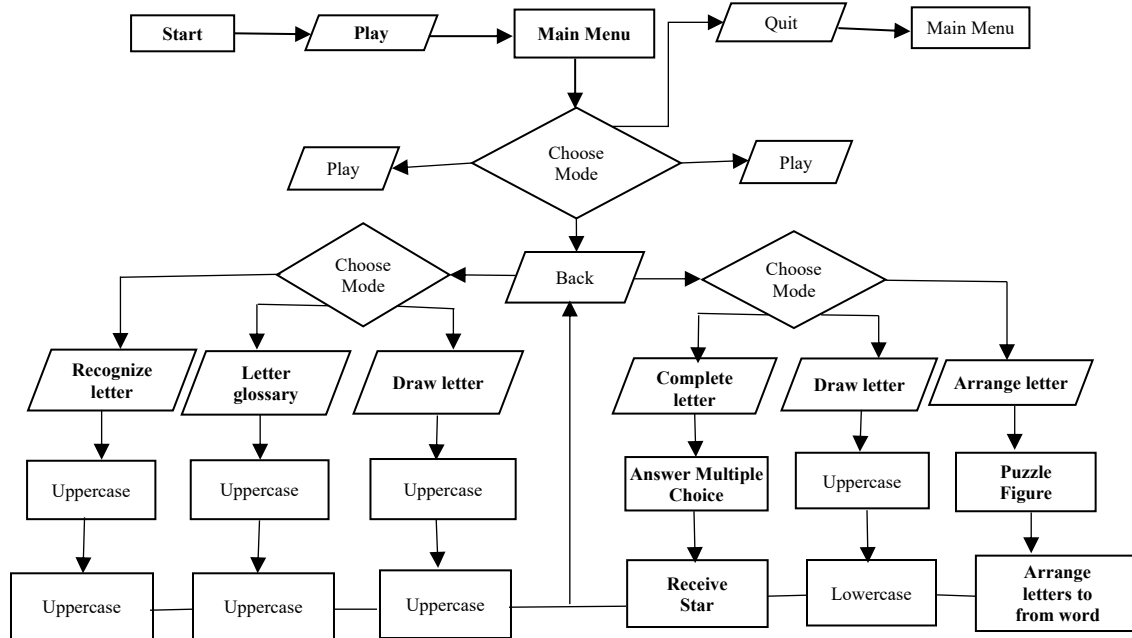 Start
Play
Main Menu
Quit
Main Menu
Choose
Mode
Play
Play
Choose
Mode
Back
Choose
Mode
Recognize
letter
Letter
glossary
Draw letter
Complete
letter
Draw letter
Arrange letter
Uppercase
Uppercase
Uppercase
Answer Multiple
Choice
Uppercase
Puzzle
Figure
Uppercase
Uppercase
Uppercase
Receive
Star
Lowercase
Arrange
letters to
from word